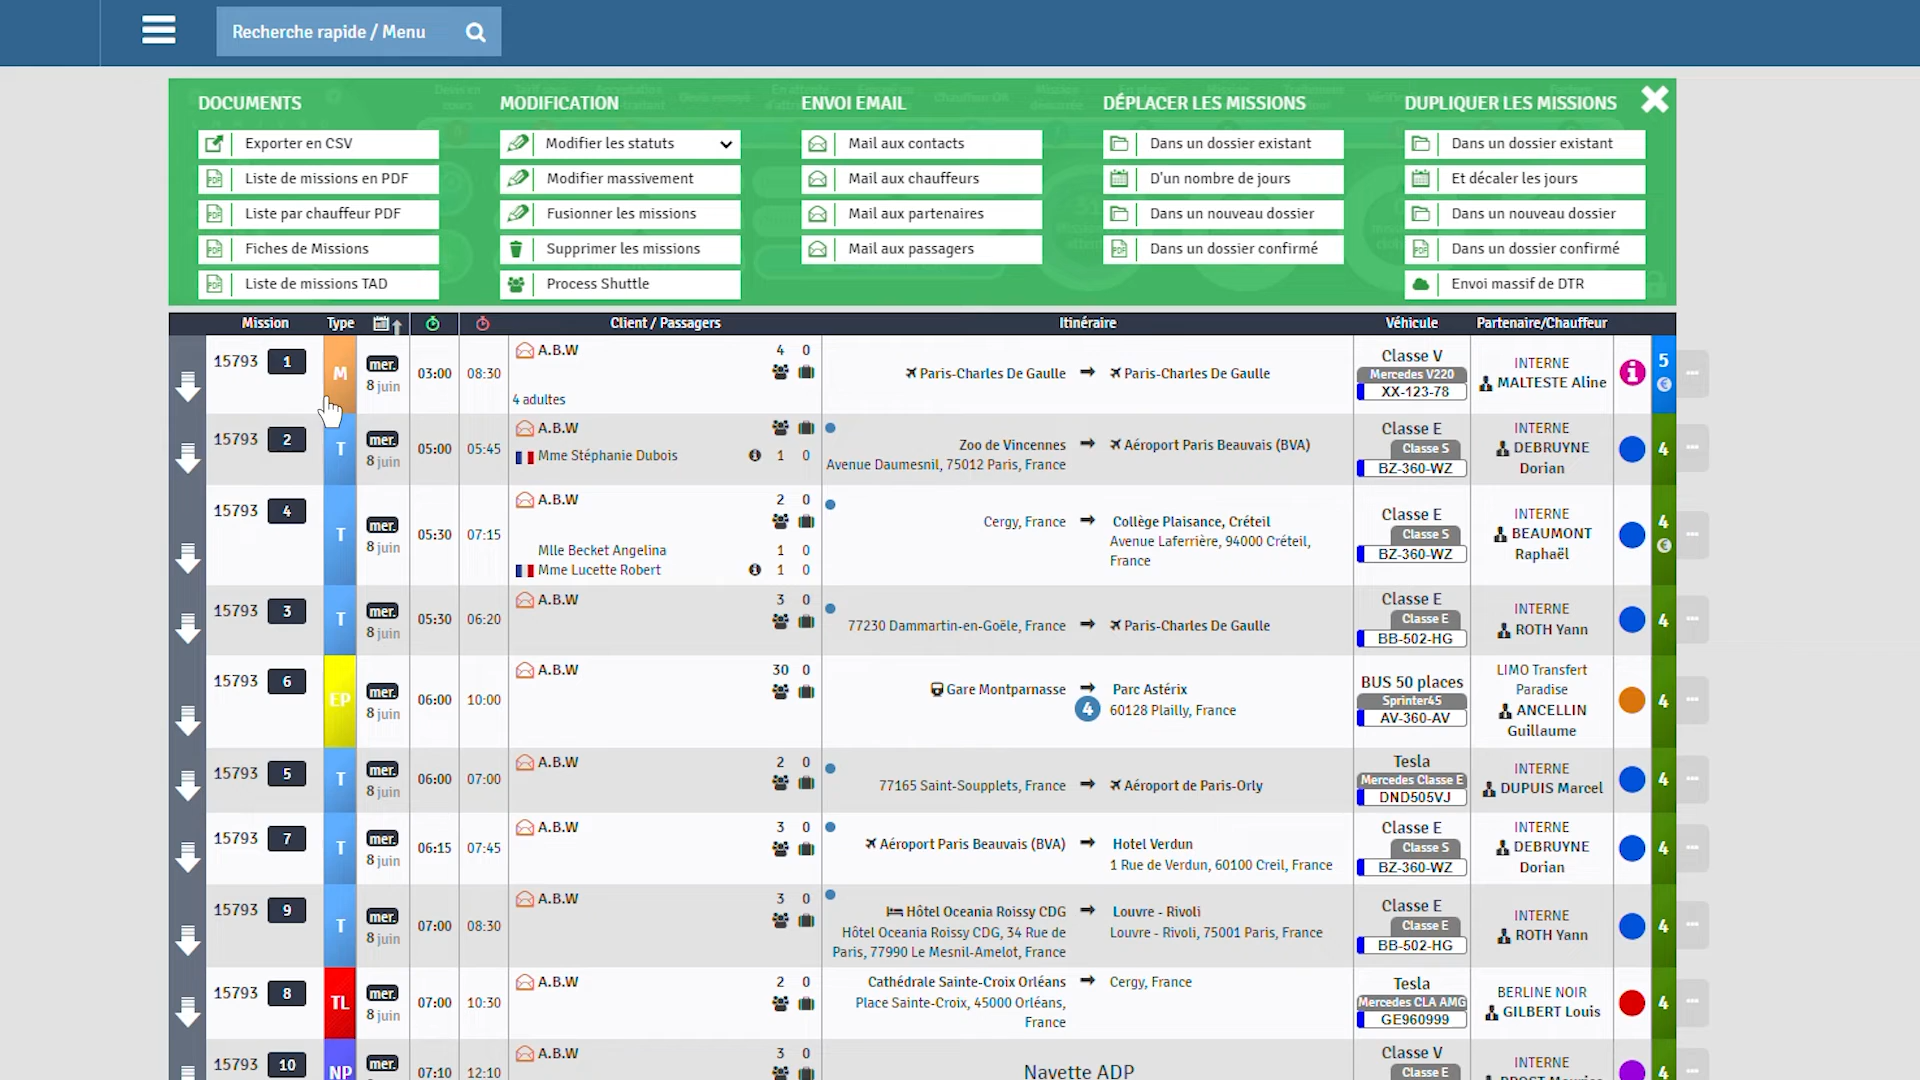 Recherche rapide / Menu
DOCUMENTS
Exporter en CSV
Liste de missions en PDF
Liste par chauffeur PDF
Fiches de Missions
Liste de missions TAD
MODIFICATION
Modifier les statuts
Modifier massivement
Fusionner les missions
Supprimer les missions
Process Shuttle
ENVOI EMAIL
Mail aux contacts
Mail aux chauffeurs
Mail aux partenaires
Mail aux passagers
DÉPLACER LES MISSIONS
Dans un dossier existant
D'un nombre de jours
Dans un nouveau dossier
Dans un dossier confirmé
DUPLIQUER LES MISSIONS
Dans un dossier existant
Et décaler les jours
Dans un nouveau dossier
Dans un dossier confirmé
Envoi massif de DTR
Mission Type Client / Passagers Itinéraire Véhicule Partenaire/Chauffeur
15793 1 M mer. 8 juin 03:00 08:30
A.B.W 4 0
4 adultes
Paris-Charles De Gaulle Paris-Charles De Gaulle
Classe V
Mercedes V220
XX-123-78
INTERNE
MALTESTE Aline
5
15793 2 T mer. 8 juin 05:00 05:45
A.B.W
Mme Stéphanie Dubois 1 0
Zoo de Vincennes
Avenue Daumesnil, 75012 Paris, France
Aéroport Paris Beauvais (BVA)
Classe E
Classe S
BZ-360-WZ
INTERNE
DEBRUYNE
Dorian
4
15793 4 T mer. 8 juin 05:30 07:15
A.B.W 2 0
Mlle Becket Angelina 1 0
Mme Lucette Robert 1 0
Cergy, France
Collège Plaisance, Créteil
Avenue Laferrière, 94000 Créteil,
France
Classe E
Classe S
BZ-360-WZ
INTERNE
BEAUMONT
Raphaël
4
15793 3 T mer. 8 juin 05:30 06:20
A.B.W 3 0
77230 Dammartin-en-Goële, France Paris-Charles De Gaulle
Classe E
Classe E
BB-502-HG
INTERNE
ROTH Yann
4
15793 6 EP mer. 8 juin 06:00 10:00
A.B.W 30 0
Gare Montparnasse
4
Parc Astérix
60128 Plailly, France
BUS 50 places
Sprinter45
AV-360-AV
LIMO Transfert
Paradise
ANCELLIN
Guillaume
4
15793 5 T mer. 8 juin 06:00 07:00
A.B.W 2 0
77165 Saint-Soupplets, France Aéroport de Paris-Orly
Tesla
Mercedes Classe E
DND505VJ
INTERNE
DUPUIS Marcel
4
15793 7 T mer. 8 juin 06:15 07:45
A.B.W 3 0
Aéroport Paris Beauvais (BVA)
Hotel Verdun
1 Rue de Verdun, 60100 Creil, France
Classe E
Classe S
BZ-360-WZ
INTERNE
DEBRUYNE
Dorian
4
15793 9 T mer. 8 juin 07:00 08:30
A.B.W 3 0
Hôtel Oceania Roissy CDG
Hôtel Oceania Roissy CDG, 34 Rue de
Paris, 77990 Le Mesnil-Amelot, France
Louvre - Rivoli
Louvre - Rivoli, 75001 Paris, France
Classe E
Classe E
BB-502-HG
INTERNE
ROTH Yann
4
15793 8 TL mer. 8 juin 07:00 10:30
A.B.W 2 0
Cathédrale Sainte-Croix Orléans
Place Sainte-Croix, 45000 Orléans,
France
Cergy, France
Tesla
Mercedes CLA AMG
GE960999
BERLINE NOIR
GILBERT Louis
4
15793 10 NP mer. 07:10 12:10
A.B.W 3 0
Navette ADP
Classe V
Classe E
INTERNE
4